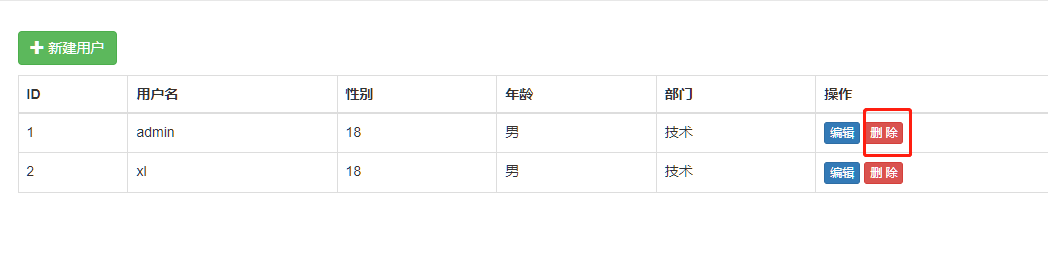 新建用户
ID 用户名 性别 年龄 部门 操作
1 admin 18 男 技术 编辑 删除
2 xl 18 男 技术 编辑 删除